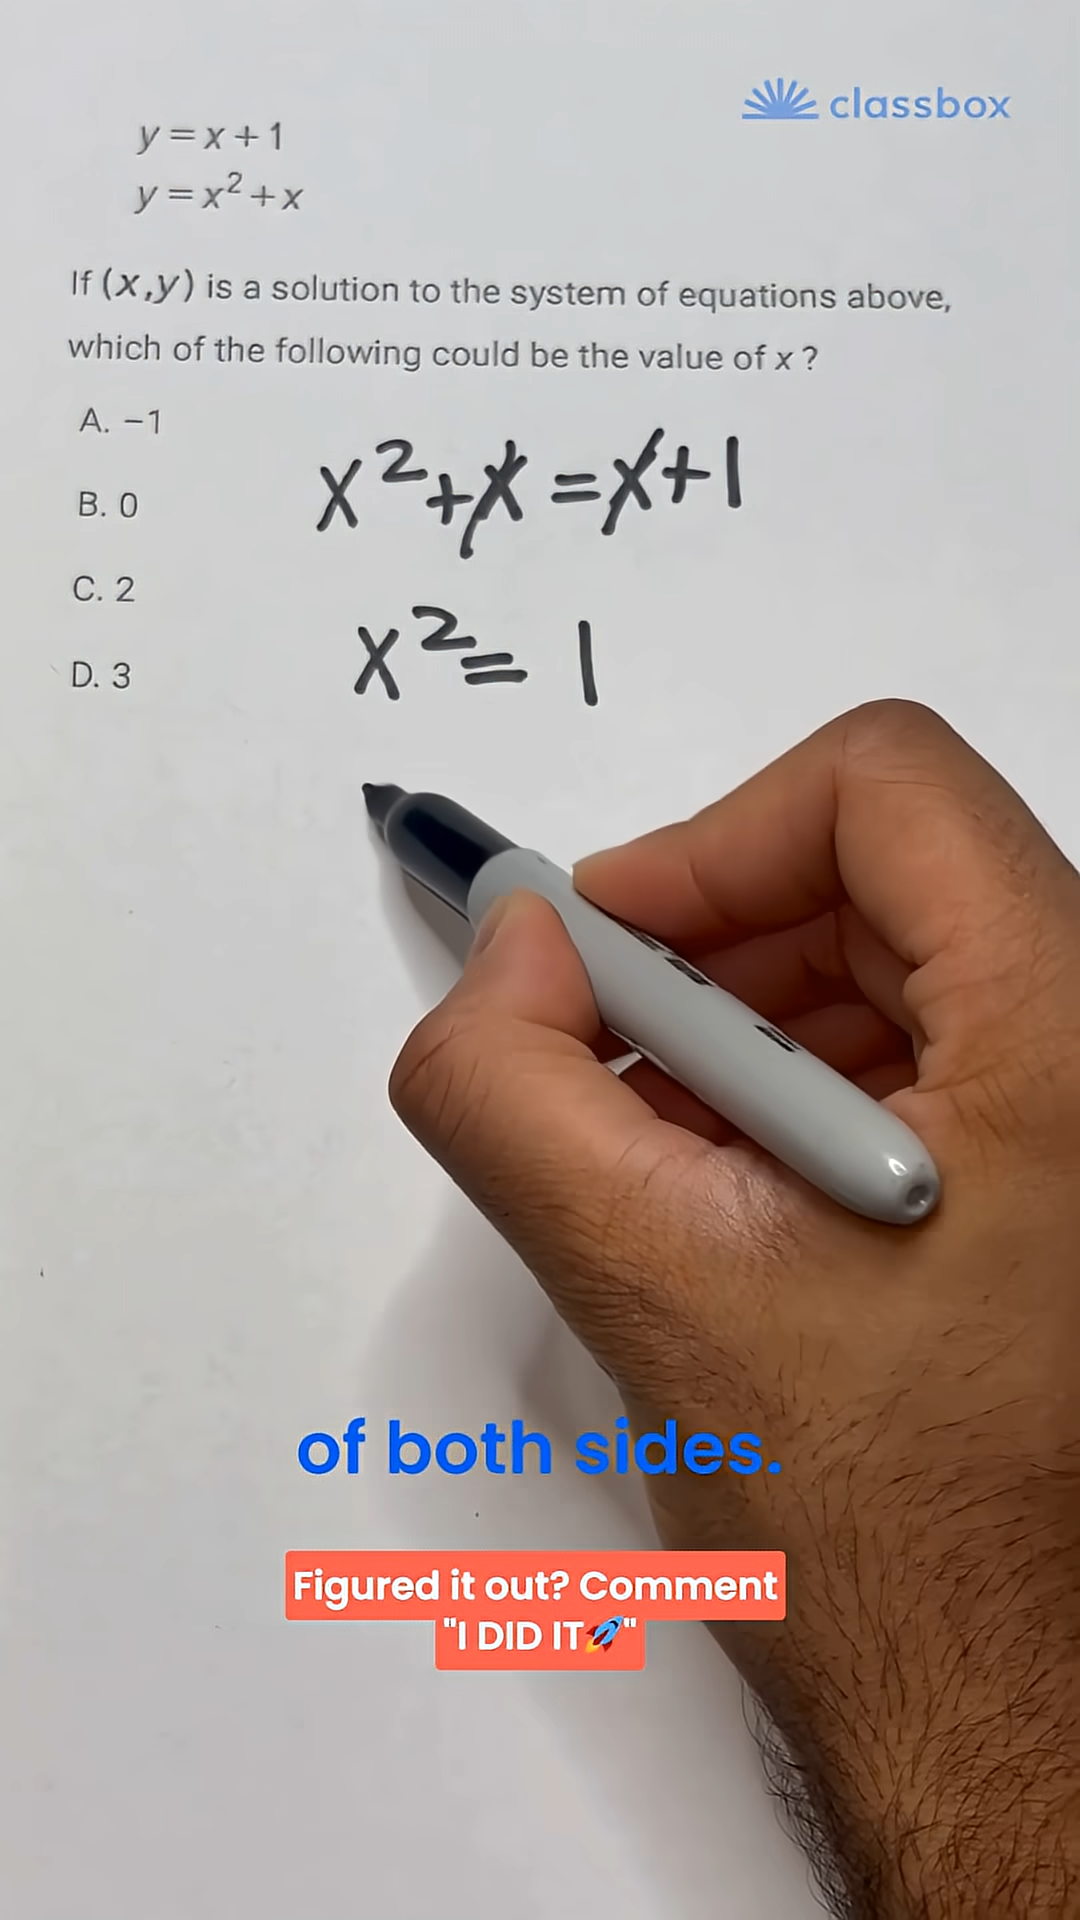 classbox
y = x + 1
y = x² + x
If (x,y) is a solution to the system of equations above,
which of the following could be the value of x ?
A. −1
B. 0
C. 2
D. 3
x² + x = x + 1
x² = 1
of both sides.
Figured it out? Comment
"I DID IT🚀"